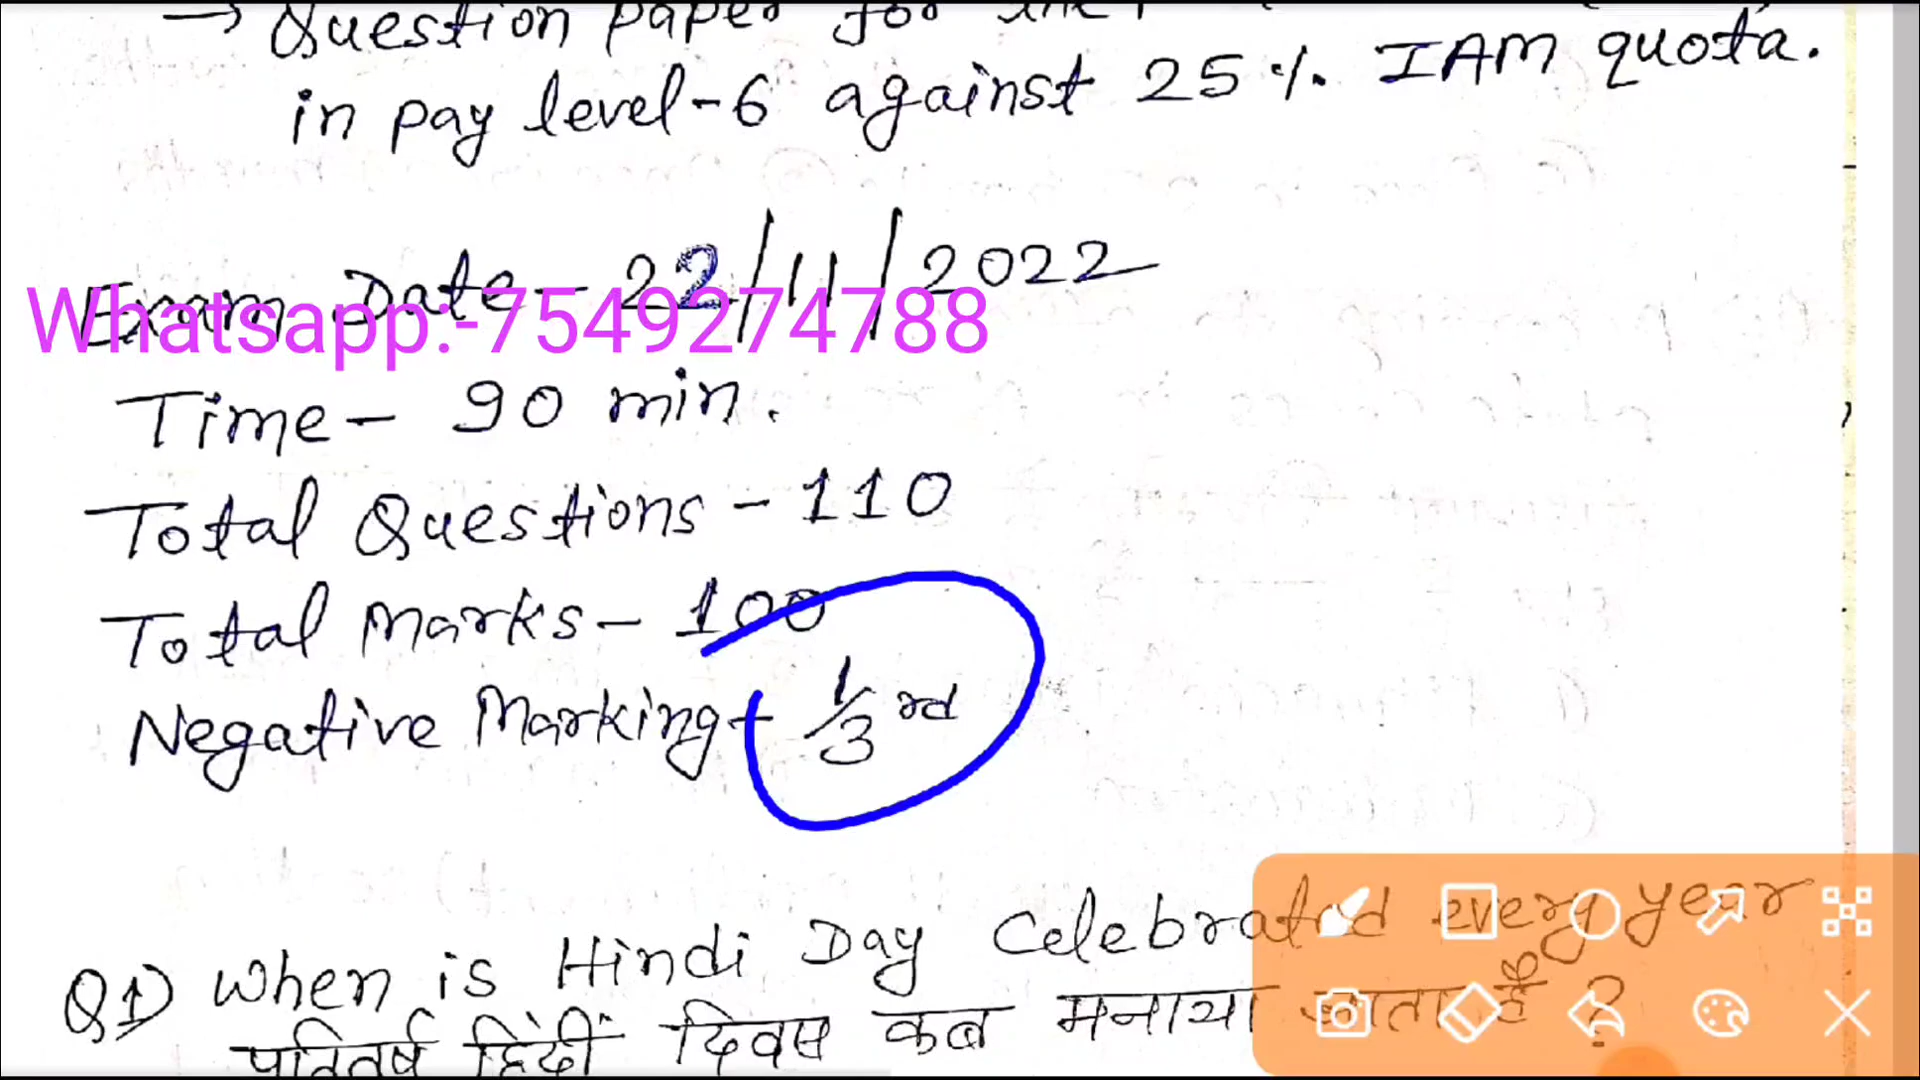 → Question paper for the
in pay level-6 against 25 % IAM quota.
Exam Date - 22/11/2022
Whatsapp:-7549274788
Time - 90 min.
Total Questions - 110
Total Marks - 100
Negative Marking - 1/3 rd
Q1) When is Hindi Day Celebrated every year
प्रतिवर्ष हिंदी दिवस कब मनाया जाता है ?